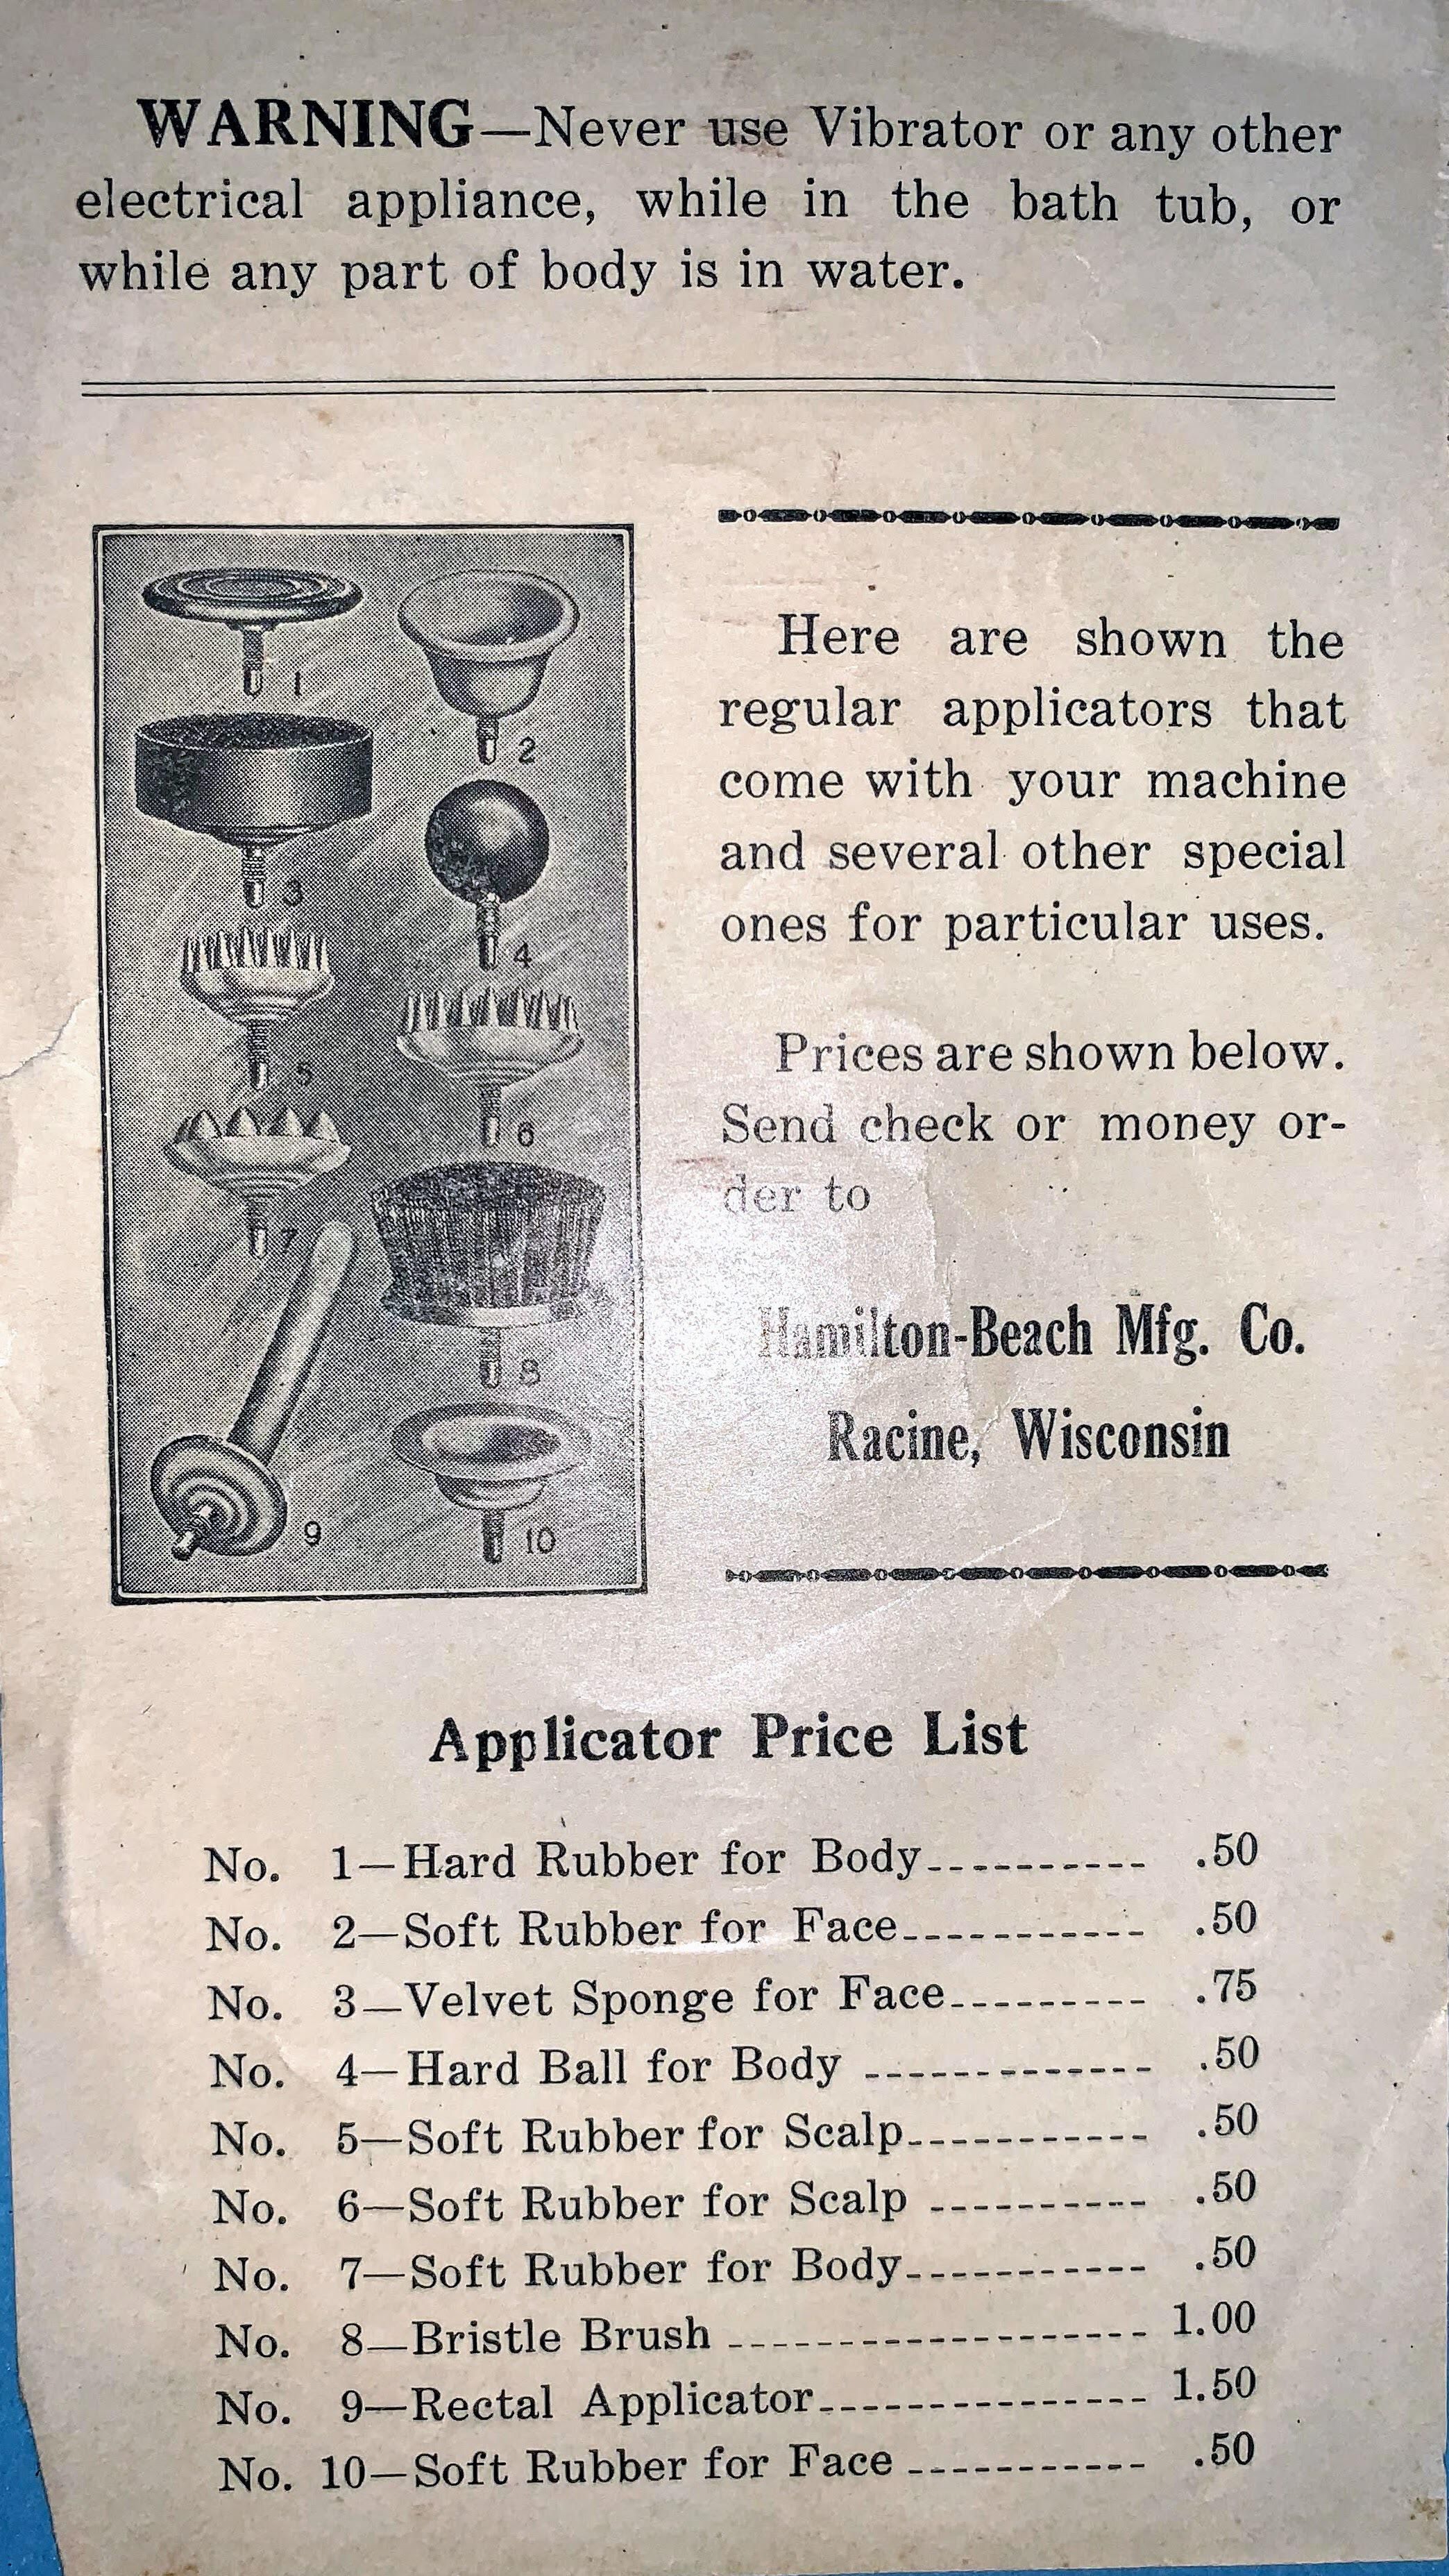 WARNING—Never use Vibrator or any other
electrical appliance, while in the bath tub, or
while any part of body is in water.
1
2
3
4
5
6
7
8
9
10
Here are shown the
regular applicators that
come with your machine
and several other special
ones for particular uses.
Prices are shown below.
Send check or money or-
der to
Hamilton-Beach Mfg. Co.
Racine, Wisconsin
Applicator Price List
No. 1—Hard Rubber for Body---------- .50
No. 2—Soft Rubber for Face----------- .50
No. 3—Velvet Sponge for Face--------- .75
No. 4—Hard Ball for Body ------------- .50
No. 5—Soft Rubber for Scalp----------- .50
No. 6—Soft Rubber for Scalp ---------- .50
No. 7—Soft Rubber for Body----------- .50
No. 8—Bristle Brush ------------------- 1.00
No. 9—Rectal Applicator--------------- 1.50
No. 10—Soft Rubber for Face ----------- .50